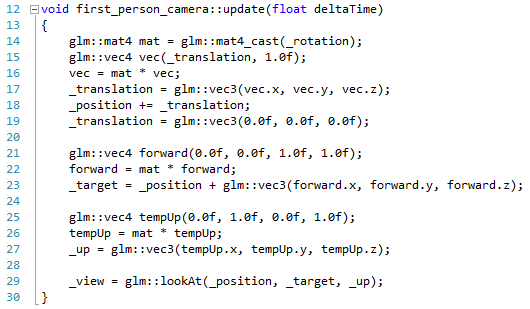 12 void first_person_camera::update(float deltaTime)
13 {
14     glm::mat4 mat = glm::mat4_cast(_rotation);
15     glm::vec4 vec(_translation, 1.0f);
16     vec = mat * vec;
17     _translation = glm::vec3(vec.x, vec.y, vec.z);
18     _position += _translation;
19     _translation = glm::vec3(0.0f, 0.0f, 0.0f);
20
21     glm::vec4 forward(0.0f, 0.0f, 1.0f, 1.0f);
22     forward = mat * forward;
23     _target = _position + glm::vec3(forward.x, forward.y, forward.z);
24
25     glm::vec4 tempUp(0.0f, 1.0f, 0.0f, 1.0f);
26     tempUp = mat * tempUp;
27     _up = glm::vec3(tempUp.x, tempUp.y, tempUp.z);
28
29     _view = glm::lookAt(_position, _target, _up);
30 }